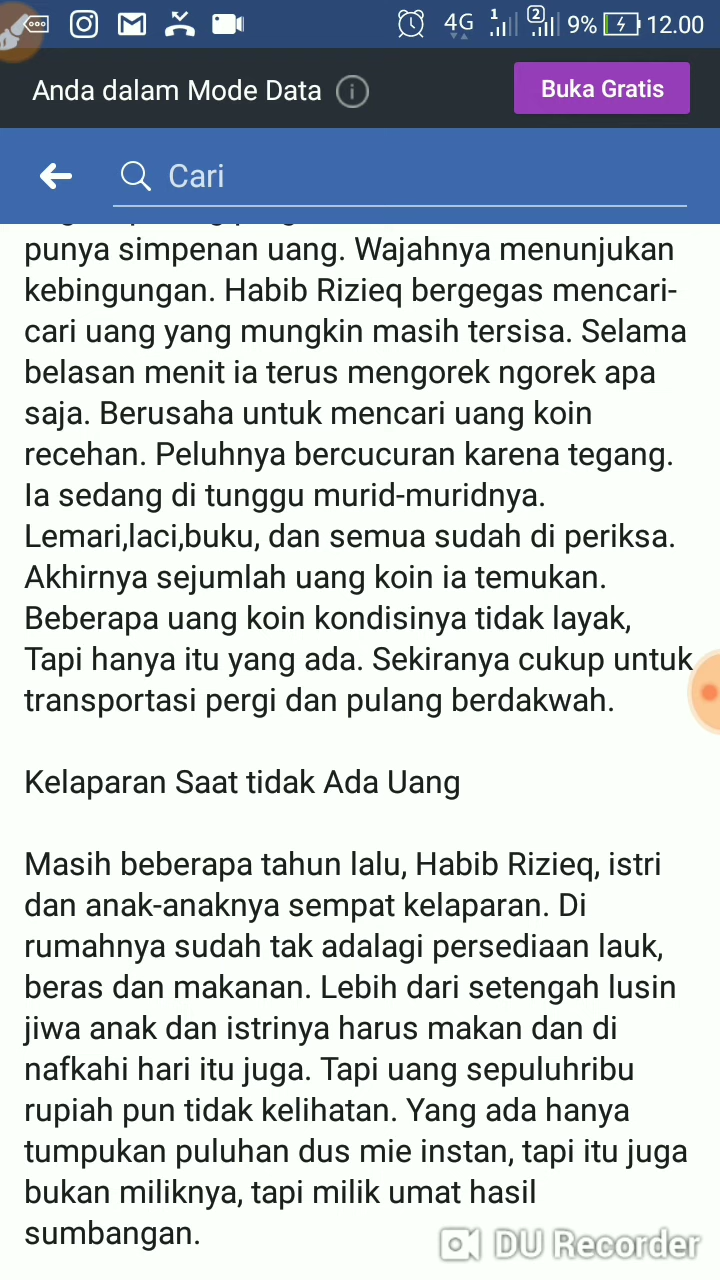 4G 1 2 9% 12.00
Anda dalam Mode Data i Buka Gratis
Cari
punya simpenan uang. Wajahnya menunjukan
kebingungan. Habib Rizieq bergegas mencari-
cari uang yang mungkin masih tersisa. Selama
belasan menit ia terus mengorek ngorek apa
saja. Berusaha untuk mencari uang koin
recehan. Peluhnya bercucuran karena tegang.
Ia sedang di tunggu murid-muridnya.
Lemari,laci,buku, dan semua sudah di periksa.
Akhirnya sejumlah uang koin ia temukan.
Beberapa uang koin kondisinya tidak layak,
Tapi hanya itu yang ada. Sekiranya cukup untuk
transportasi pergi dan pulang berdakwah.
Kelaparan Saat tidak Ada Uang
Masih beberapa tahun lalu, Habib Rizieq, istri
dan anak-anaknya sempat kelaparan. Di
rumahnya sudah tak adalagi persediaan lauk,
beras dan makanan. Lebih dari setengah lusin
jiwa anak dan istrinya harus makan dan di
nafkahi hari itu juga. Tapi uang sepuluhribu
rupiah pun tidak kelihatan. Yang ada hanya
tumpukan puluhan dus mie instan, tapi itu juga
bukan miliknya, tapi milik umat hasil
sumbangan.
DU Recorder